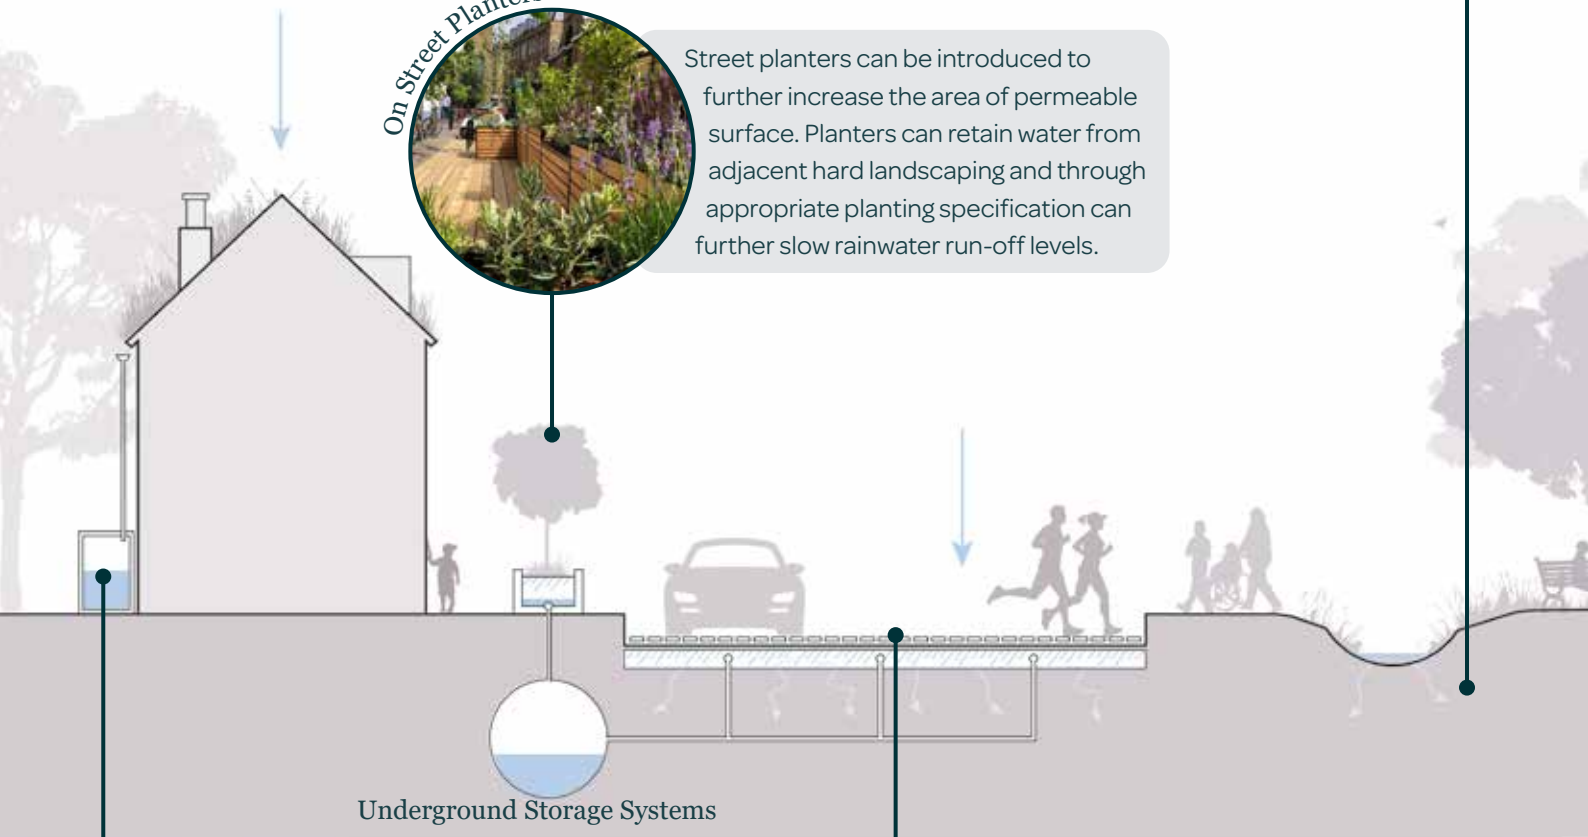 On Street Planters
Street planters can be introduced to
further increase the area of permeable
surface. Planters can retain water from
adjacent hard landscaping and through
appropriate planting specification can
further slow rainwater run-off levels.
Underground Storage Systems